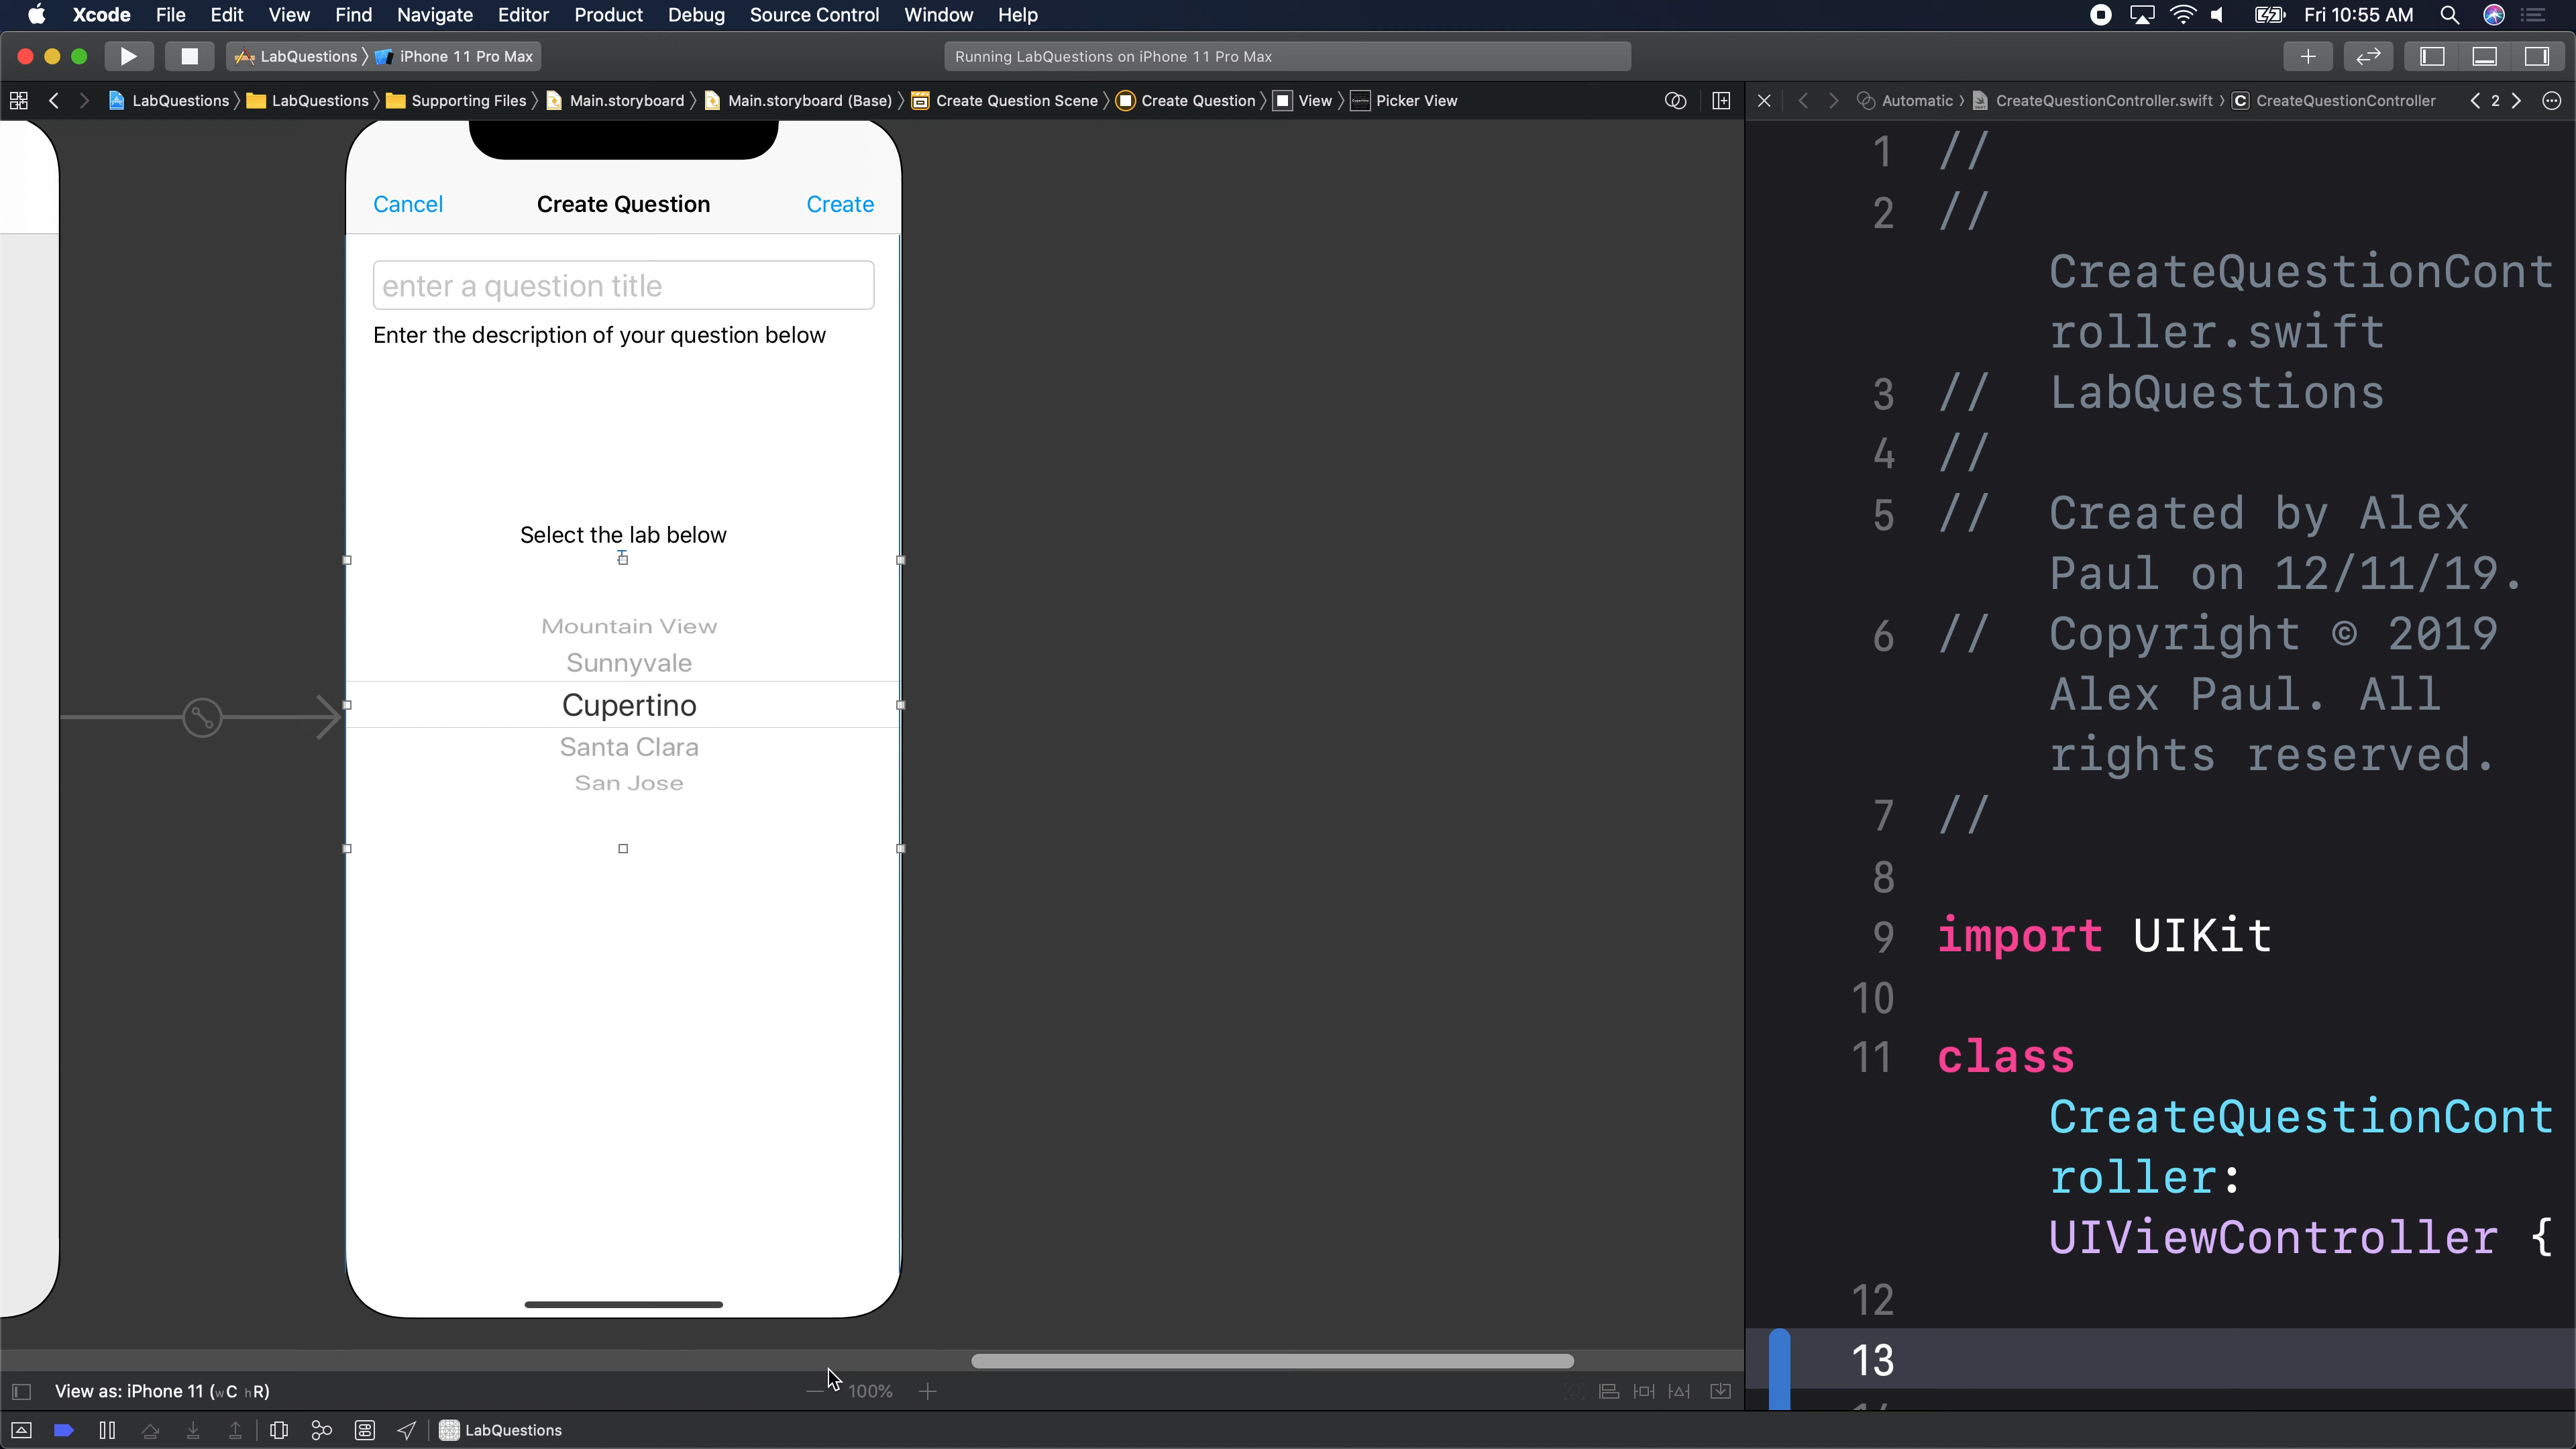 Xcode File Edit View Find Navigate Editor Product Debug Source Control Window Help Fri 10:55 AM
LabQuestions iPhone 11 Pro Max Running LabQuestions on iPhone 11 Pro Max
LabQuestions LabQuestions Supporting Files Main.storyboard Main.storyboard (Base) Create Question Scene Create Question View Picker View Automatic CreateQuestionController.swift C CreateQuestionController 2
Cancel Create Question Create
enter a question title
Enter the description of your question below
Select the lab below
Mountain View
Sunnyvale
Cupertino
Santa Clara
San Jose
1 //
2 //
CreateQuestionCont
roller.swift
3 // LabQuestions
4 //
5 // Created by Alex
Paul on 12/11/19.
6 // Copyright © 2019
Alex Paul. All
rights reserved.
7 //
8
9 import UIKit
10
11 class
CreateQuestionCont
roller:
UIViewController {
12
13
View as: iPhone 11 (wC hR) 100%
LabQuestions